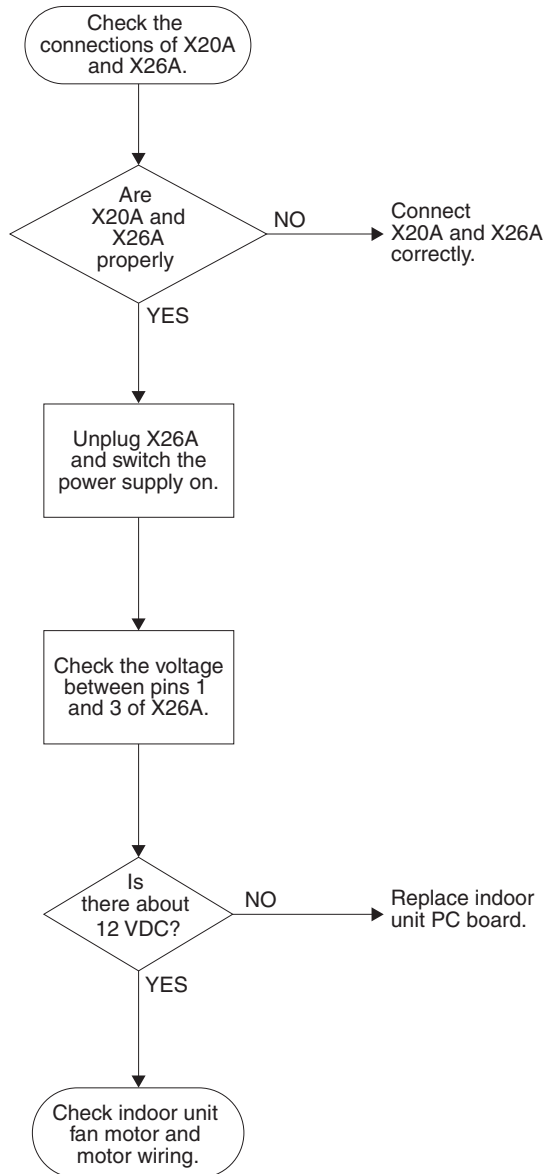 Check the
connections of X20A
and X26A.
Are
X20A and
X26A
properly
NO
Connect
X20A and X26A
correctly.
YES
Unplug X26A
and switch the
power supply on.
Check the voltage
between pins 1
and 3 of X26A.
Is
there about
12 VDC?
NO
Replace indoor
unit PC board.
YES
Check indoor unit
fan motor and
motor wiring.